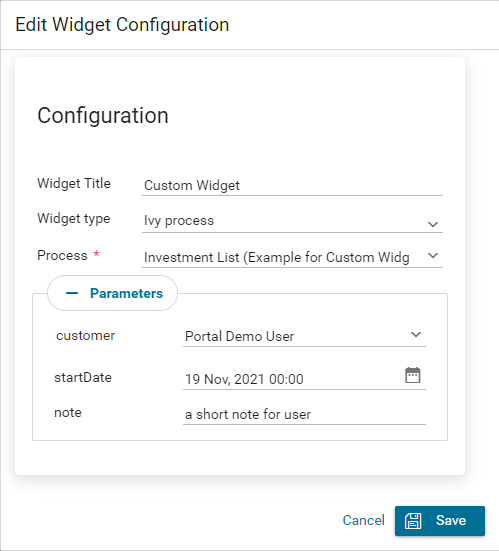 Edit Widget Configuration
Configuration
Widget Title Custom Widget
Widget type Ivy process
Process * Investment List (Example for Custom Widg
Parameters
customer Portal Demo User
startDate 19 Nov, 2021 00:00
note a short note for user
Cancel Save